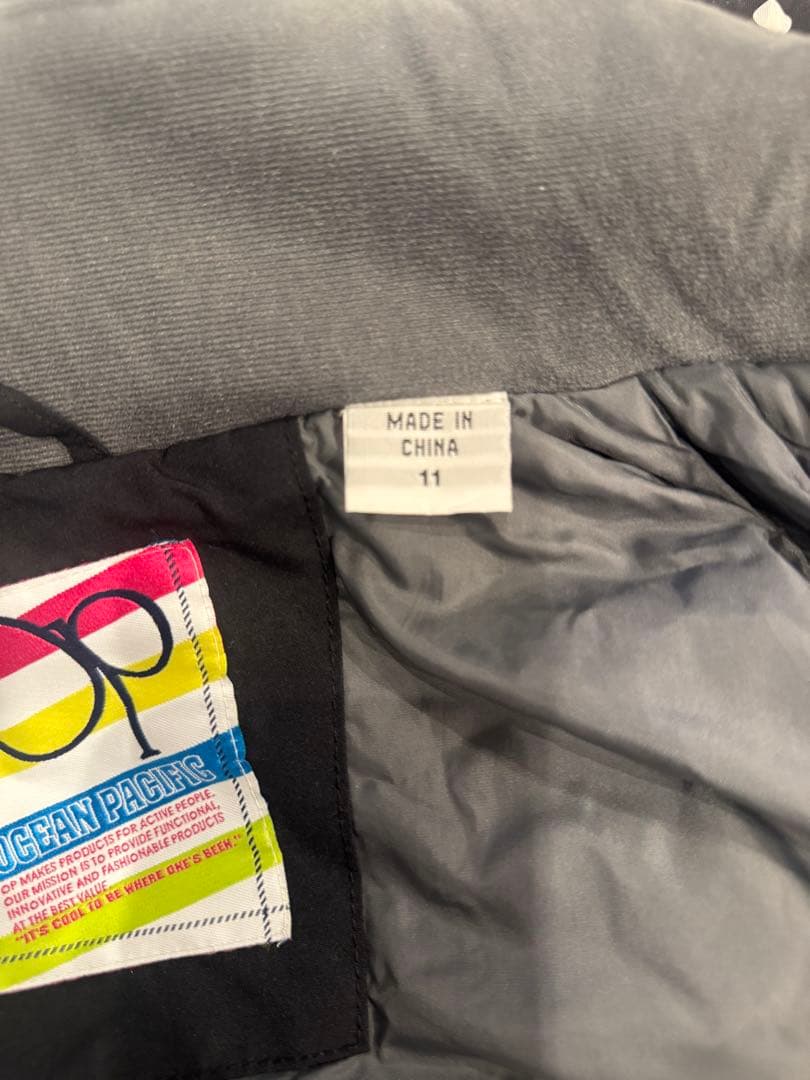 MADE IN
CHINA
11
Op
OCEAN PACIFIC
OP MAKES PRODUCTS FOR ACTIVE PEOPLE.
OUR MISSION IS TO PROVIDE FUNCTIONAL,
INNOVATIVE AND FASHIONABLE PRODUCTS
AT THE BEST VALUE
"IT'S COOL TO BE WHERE ONE'S BEEN."